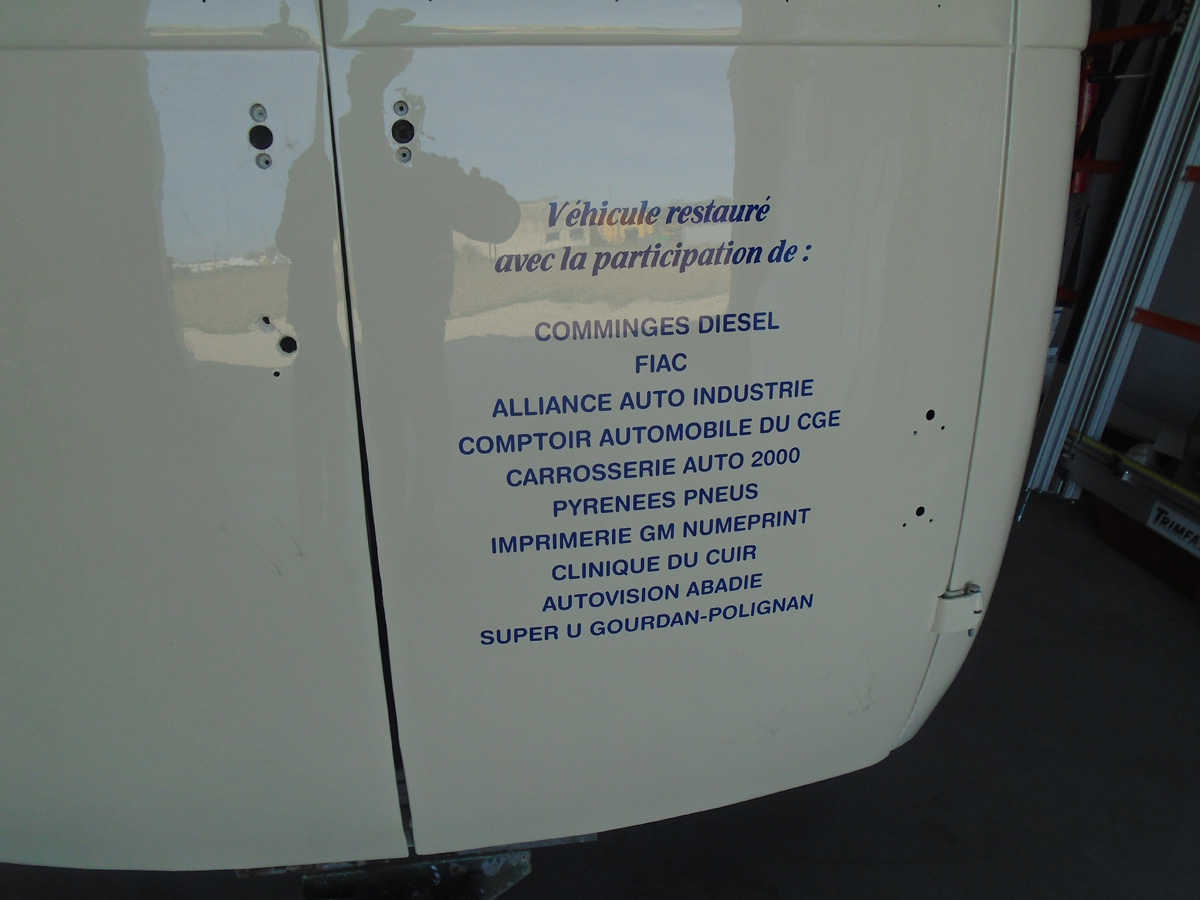 Véhicule restauré
avec la participation de :
COMMINGES DIESEL
FIAC
ALLIANCE AUTO INDUSTRIE
COMPTOIR AUTOMOBILE DU CGE
CARROSSERIE AUTO 2000
PYRENEES PNEUS
IMPRIMERIE GM NUMEPRINT
CLINIQUE DU CUIR
AUTOVISION ABADIE
SUPER U GOURDAN-POLIGNAN